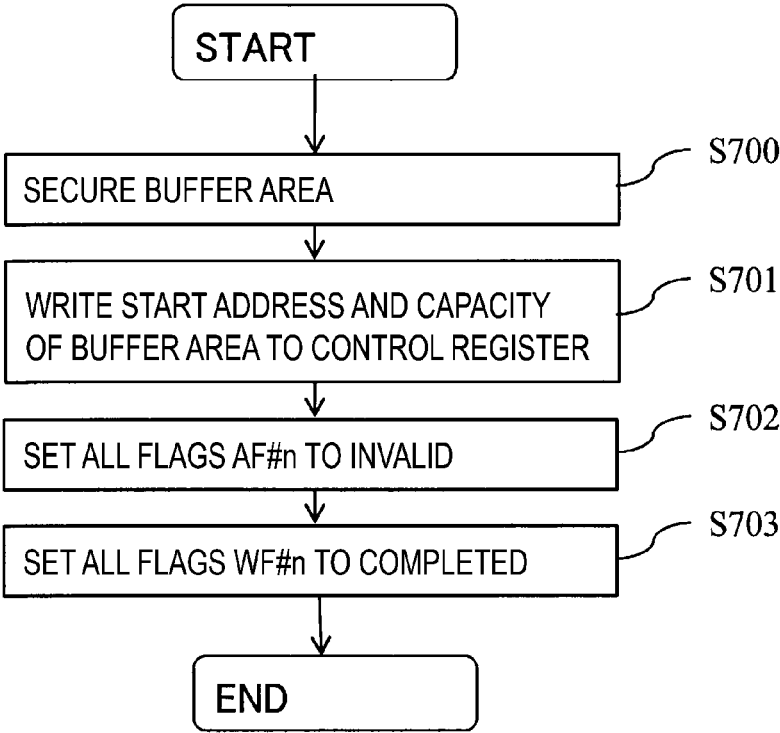 START
S700
SECURE BUFFER AREA
S701
WRITE START ADDRESS AND CAPACITY
OF BUFFER AREA TO CONTROL REGISTER
S702
SET ALL FLAGS AF#n TO INVALID
S703
SET ALL FLAGS WF#n TO COMPLETED
END